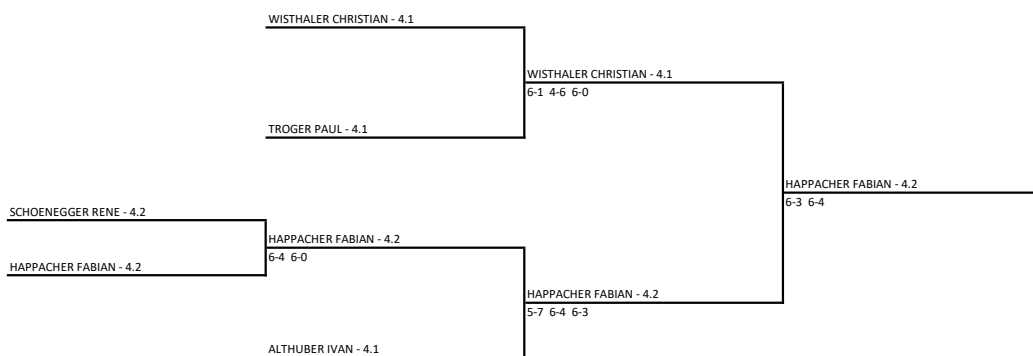 WISTHALER CHRISTIAN - 4.1
WISTHALER CHRISTIAN - 4.1
6-1 4-6 6-0
TROGER PAUL - 4.1
HAPPACHER FABIAN - 4.2
6-3 6-4
SCHOENEGGER RENE - 4.2
HAPPACHER FABIAN - 4.2
6-4 6-0
HAPPACHER FABIAN - 4.2
HAPPACHER FABIAN - 4.2
5-7 6-4 6-3
ALTHUBER IVAN - 4.1